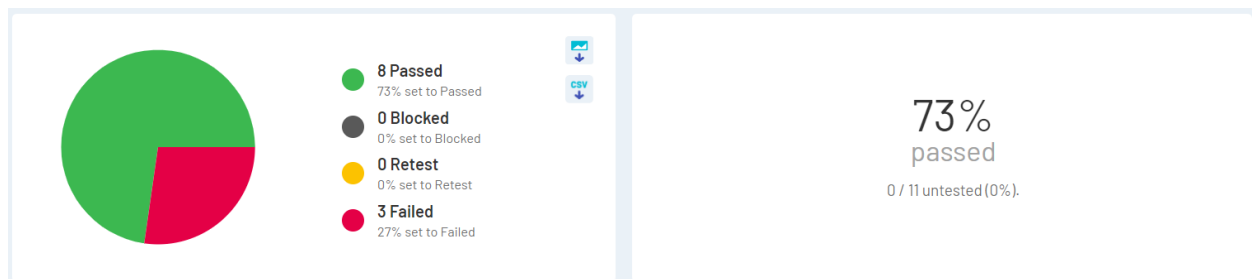 8 Passed
73% set to Passed
0 Blocked
0% set to Blocked
0 Retest
0% set to Retest
3 Failed
27% set to Failed
CSV
73%
passed
0 / 11 untested (0%).